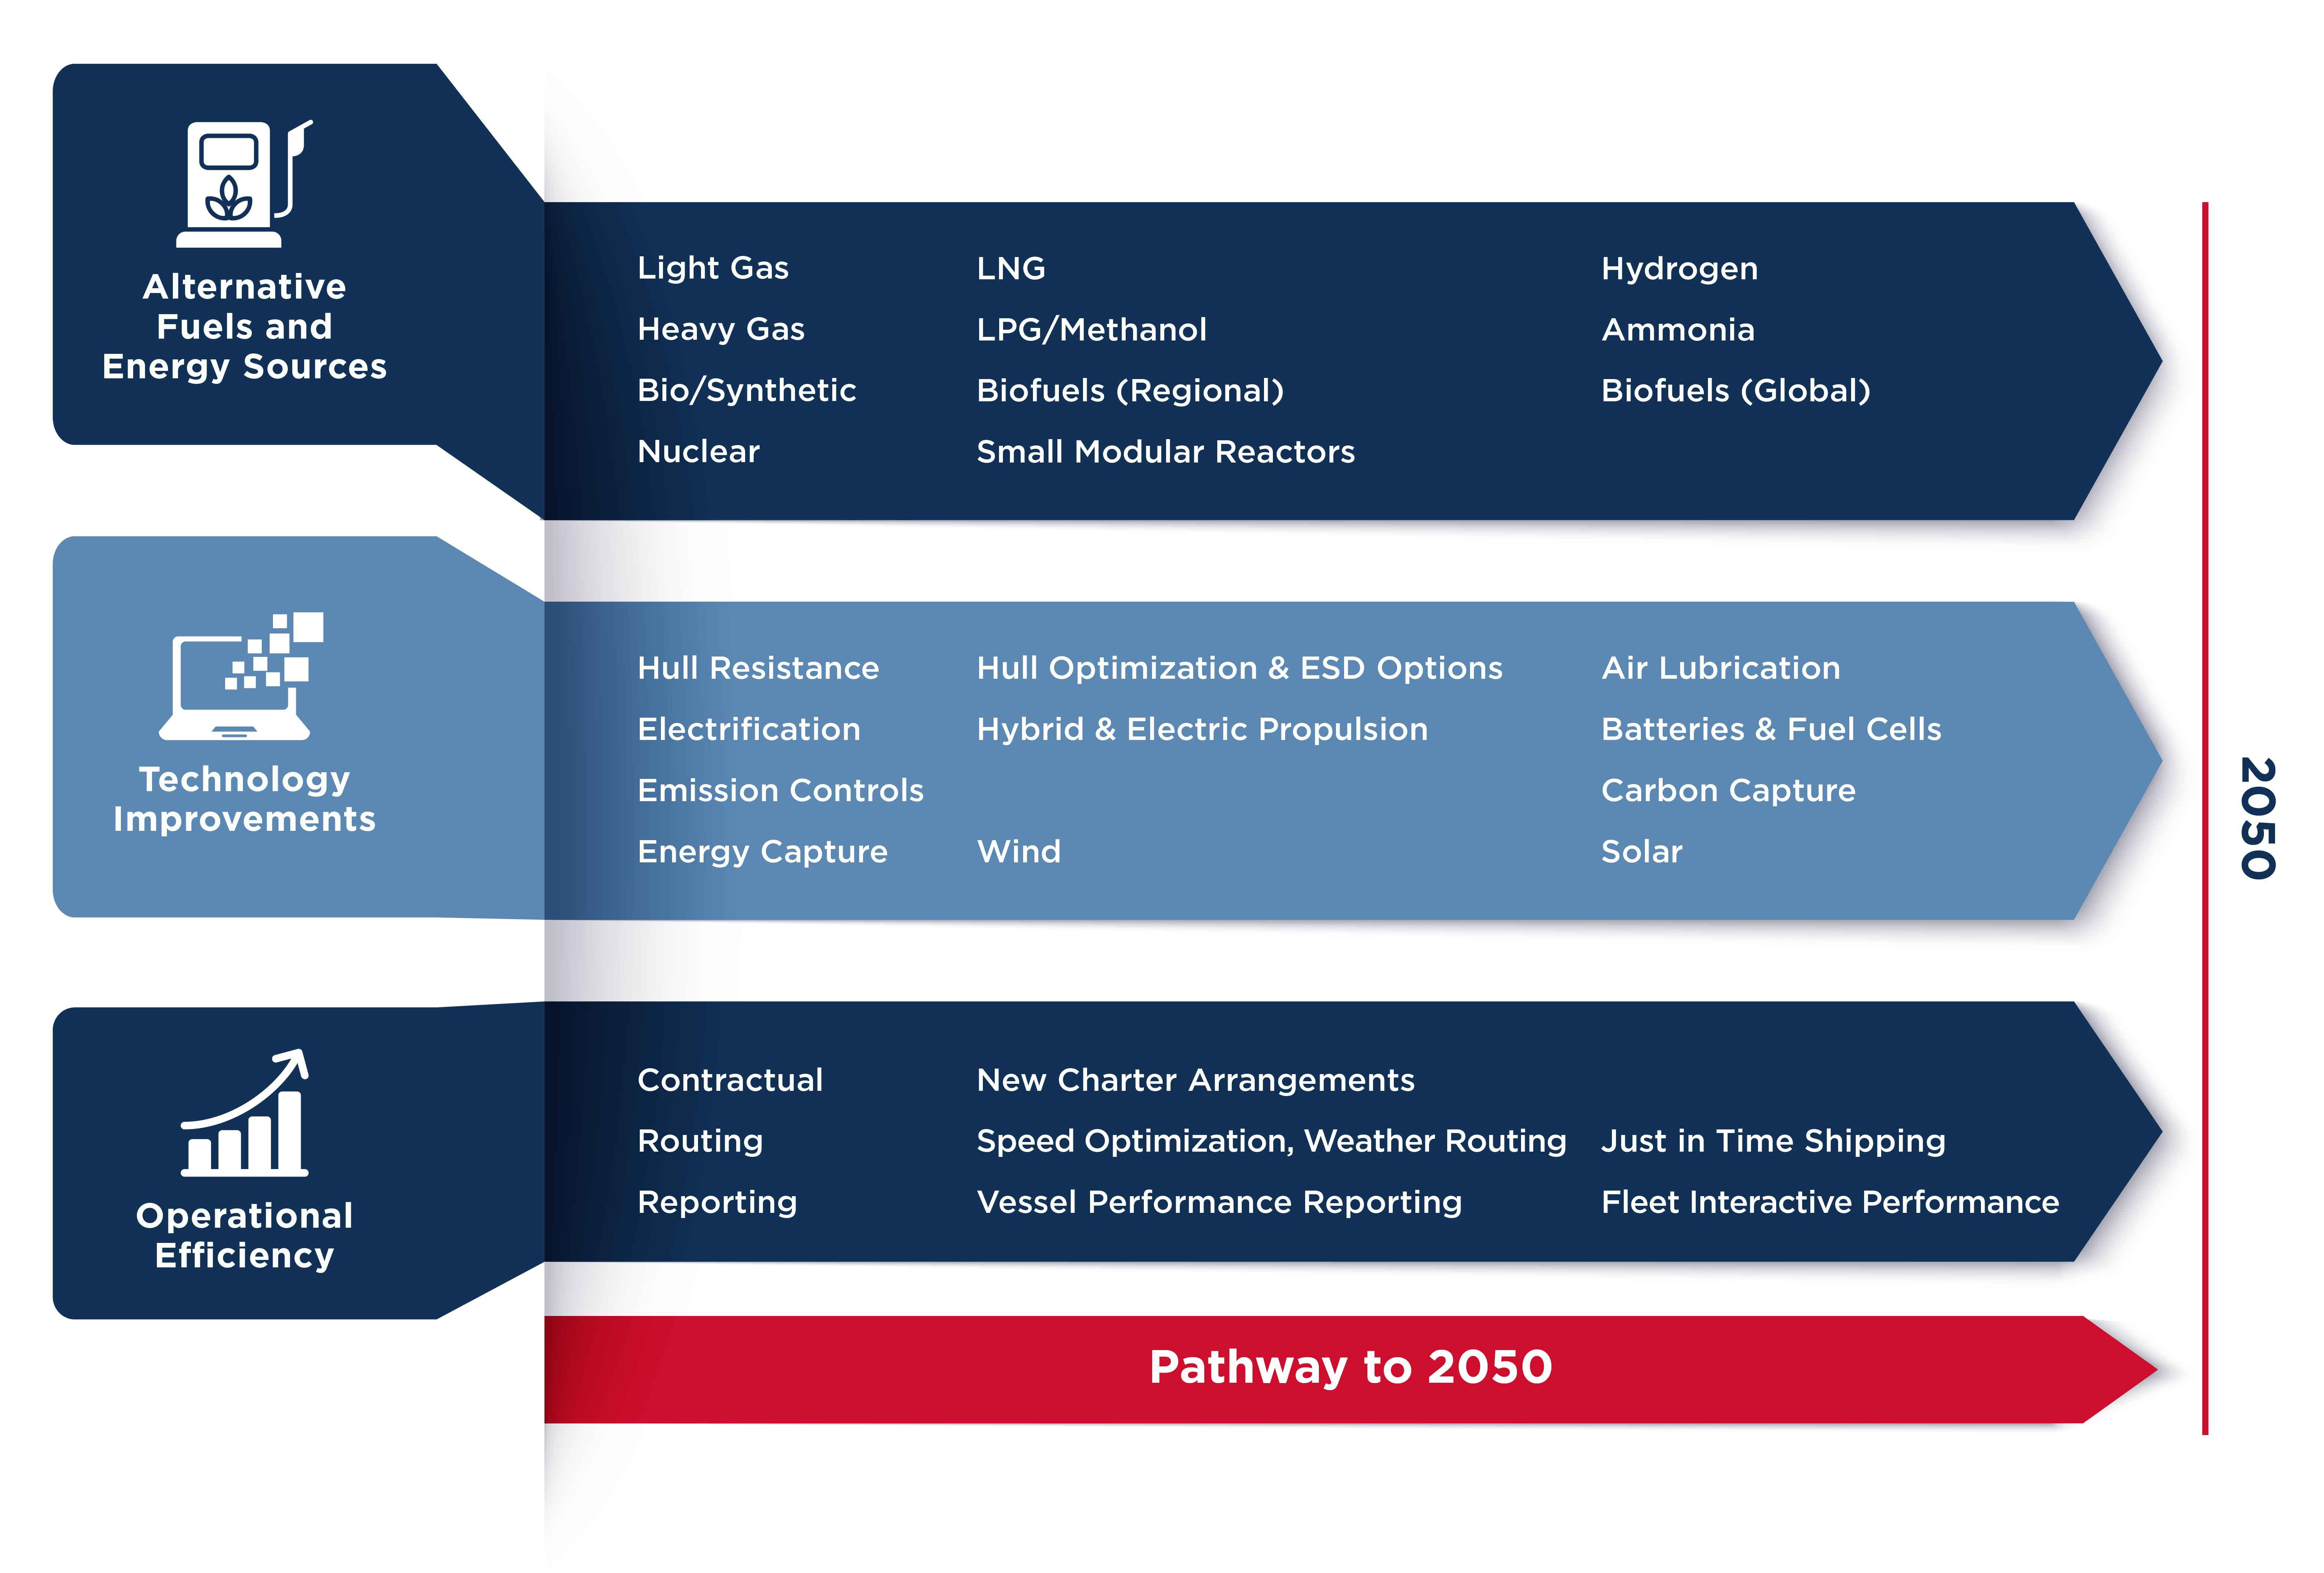 Alternative
Fuels and
Energy Sources
Light Gas LNG Hydrogen
Heavy Gas LPG/Methanol Ammonia
Bio/Synthetic Biofuels (Regional) Biofuels (Global)
Nuclear Small Modular Reactors
Technology
Improvements
Hull Resistance Hull Optimization & ESD Options Air Lubrication
Electrification Hybrid & Electric Propulsion Batteries & Fuel Cells
Emission Controls Carbon Capture
Energy Capture Wind Solar
Operational
Efficiency
Contractual New Charter Arrangements
Routing Speed Optimization, Weather Routing Just in Time Shipping
Reporting Vessel Performance Reporting Fleet Interactive Performance
Pathway to 2050
2050